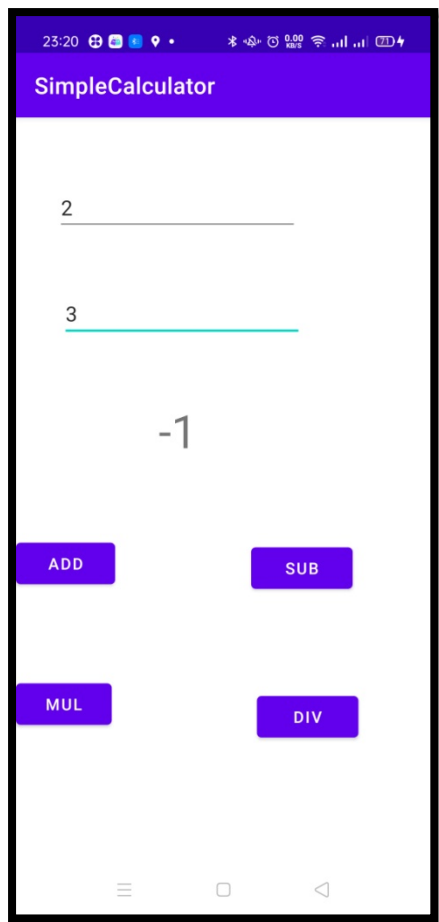 23:20 0.00 KB/S 71
SimpleCalculator
2
3
-1
ADD SUB
MUL DIV